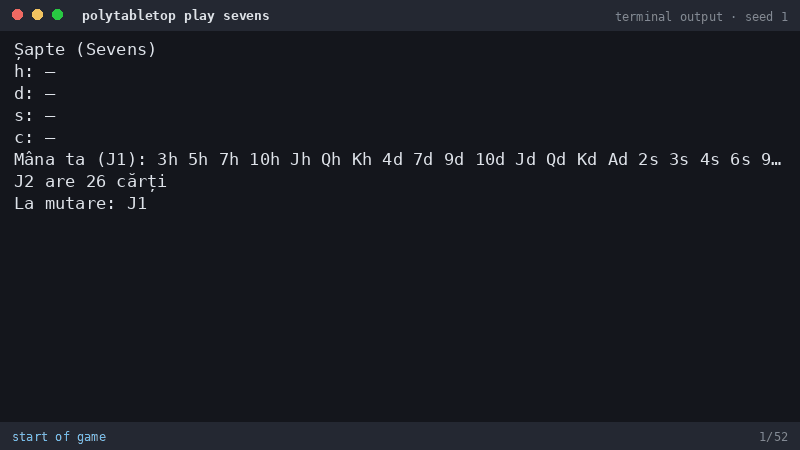 polytabletop play sevens
terminal output · seed 1
Șapte (Sevens)
h: —
d: —
s: —
c: —
Mâna ta (J1): 3h 5h 7h 10h Jh Qh Kh 4d 7d 9d 10d Jd Qd Kd Ad 2s 3s 4s 6s 9…
J2 are 26 cărți
La mutare: J1
start of game
1/52